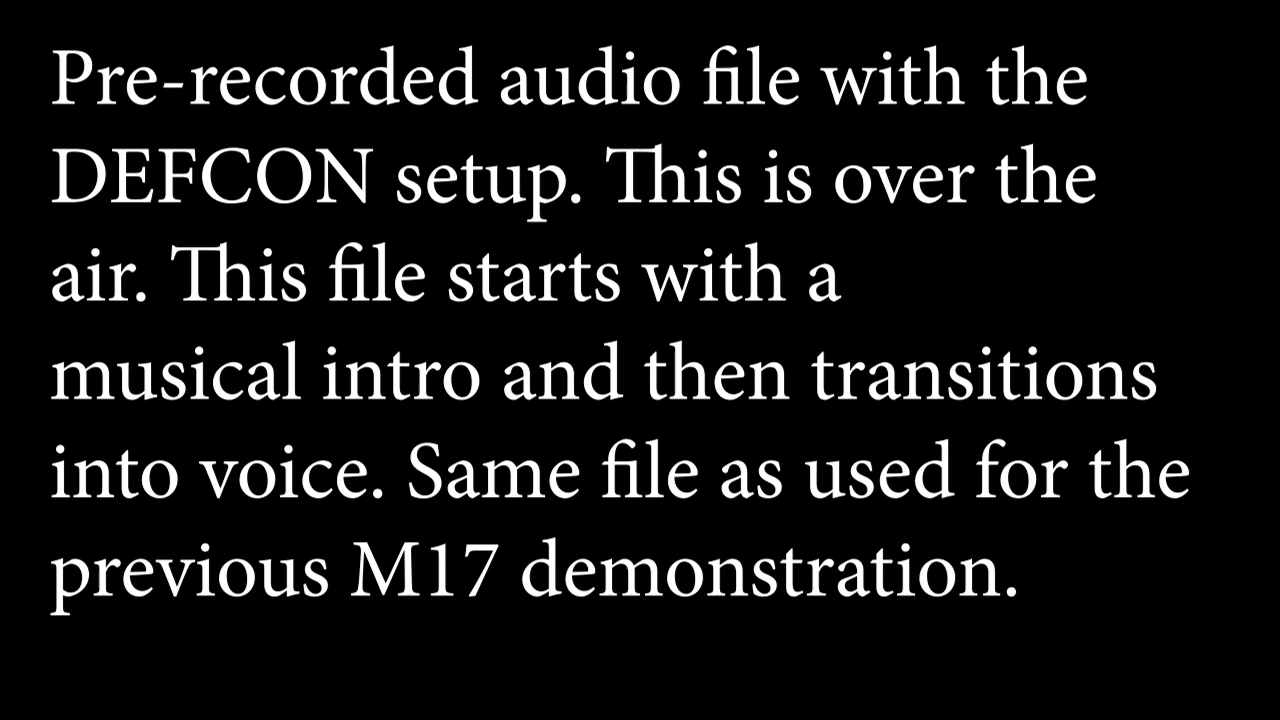 Pre-recorded audio file with the
DEFCON setup. This is over the
air. This file starts with a
musical intro and then transitions
into voice. Same file as used for the
previous M17 demonstration.